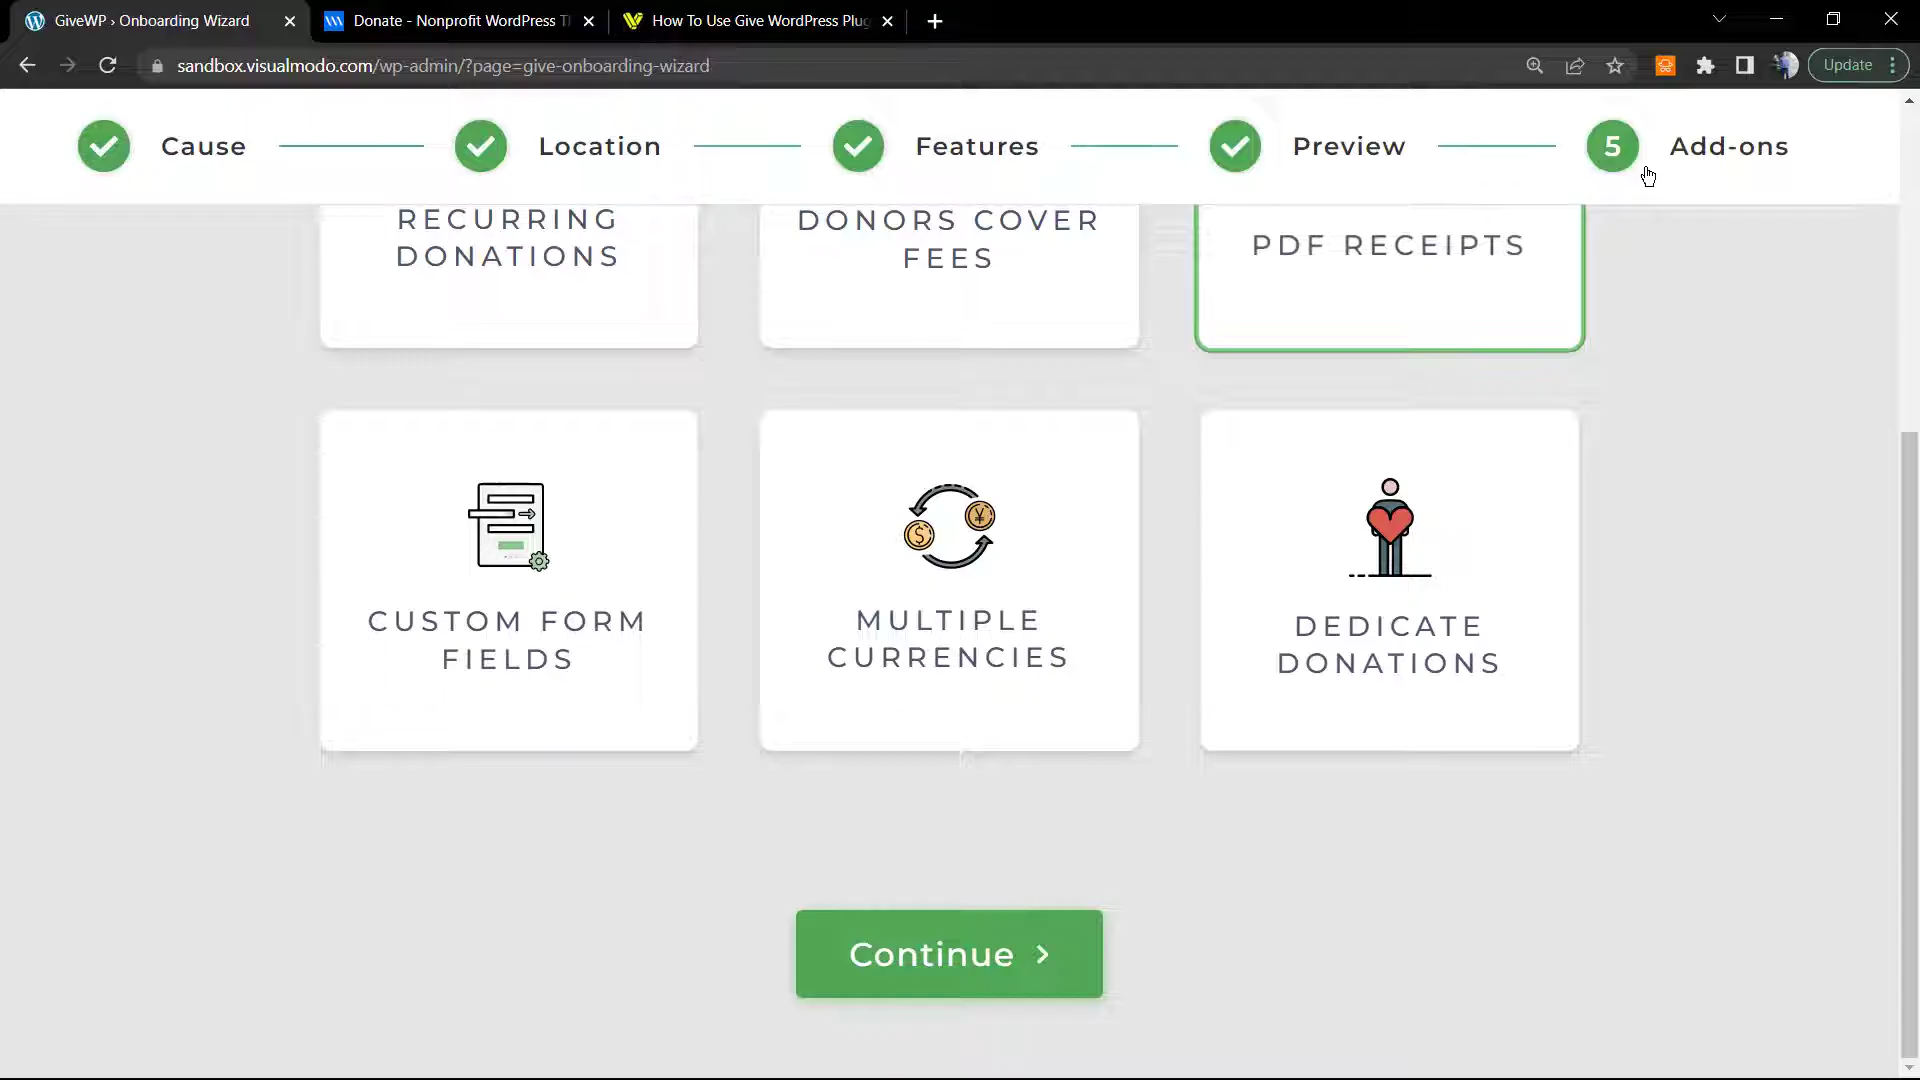 GiveWP › Onboarding Wizard
Donate - Nonprofit WordPress T
How To Use Give WordPress Plug
sandbox.visualmodo.com/wp-admin/?page=give-onboarding-wizard
Update
Cause
Location
Features
Preview
5
Add-ons
RECURRING
DONATIONS
DONORS COVER
FEES
PDF RECEIPTS
CUSTOM FORM
FIELDS
$
¥
MULTIPLE
CURRENCIES
DEDICATE
DONATIONS
Continue